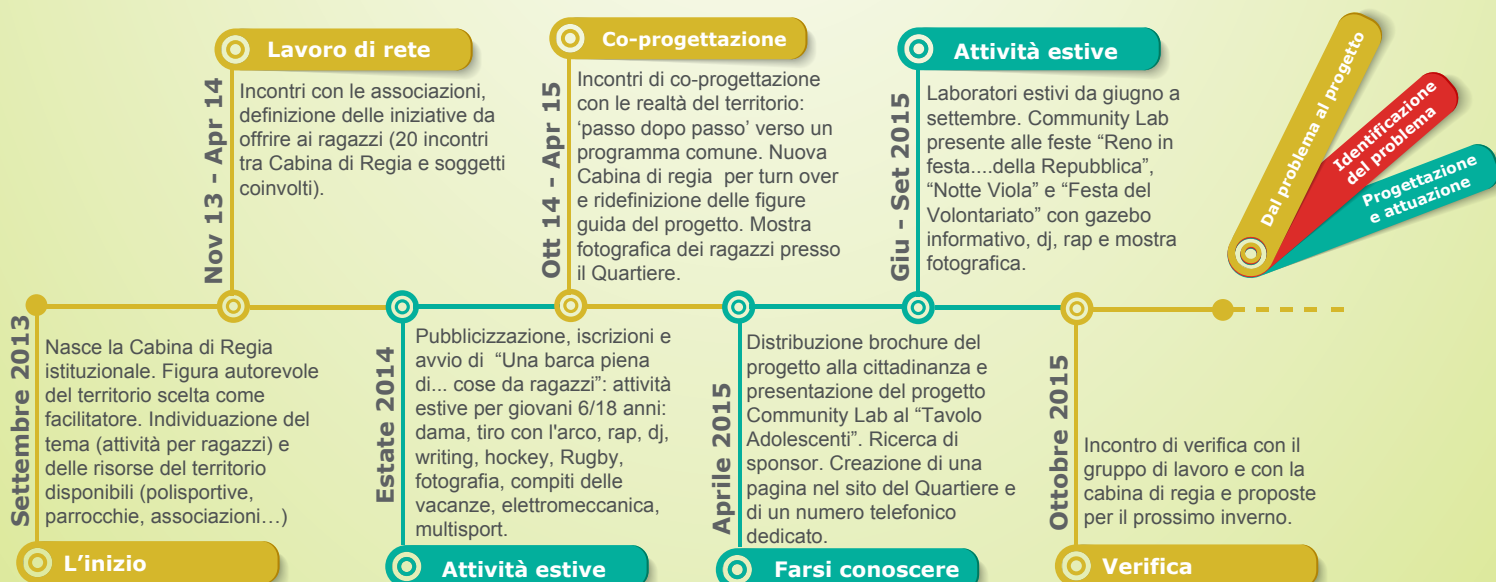 Lavoro di rete
Nov 13 - Apr 14
Incontri con le associazioni,
definizione delle iniziative da
offrire ai ragazzi (20 incontri
tra Cabina di Regia e soggetti
coinvolti).
Co-progettazione
Ott 14 - Apr 15
Incontri di co-progettazione
con le realtà del territorio:
‘passo dopo passo’ verso un
programma comune. Nuova
Cabina di regia per turn over
e ridefinizione delle figure
guida del progetto. Mostra
fotografica dei ragazzi presso
il Quartiere.
Attività estive
Giu - Set 2015
Laboratori estivi da giugno a
settembre. Community Lab
presente alle feste “Reno in
festa....della Repubblica”,
“Notte Viola” e “Festa del
Volontariato” con gazebo
informativo, dj, rap e mostra
fotografica.
Dal problema al progetto
Identificazione
del problema
Progettazione
e attuazione
Settembre 2013
Nasce la Cabina di Regia
istituzionale. Figura autorevole
del territorio scelta come
facilitatore. Individuazione del
tema (attività per ragazzi) e
delle risorse del territorio
disponibili (polisportive,
parrocchie, associazioni…)
L’inizio
Estate 2014
Pubblicizzazione, iscrizioni e
avvio di “Una barca piena
di... cose da ragazzi”: attività
estive per giovani 6/18 anni:
dama, tiro con l'arco, rap, dj,
writing, hockey, Rugby,
fotografia, compiti delle
vacanze, elettromeccanica,
multisport.
Attività estive
Aprile 2015
Distribuzione brochure del
progetto alla cittadinanza e
presentazione del progetto
Community Lab al “Tavolo
Adolescenti”. Ricerca di
sponsor. Creazione di una
pagina nel sito del Quartiere e
di un numero telefonico
dedicato.
Farsi conoscere
Ottobre 2015
Incontro di verifica con il
gruppo di lavoro e con la
cabina di regia e proposte
per il prossimo inverno.
Verifica